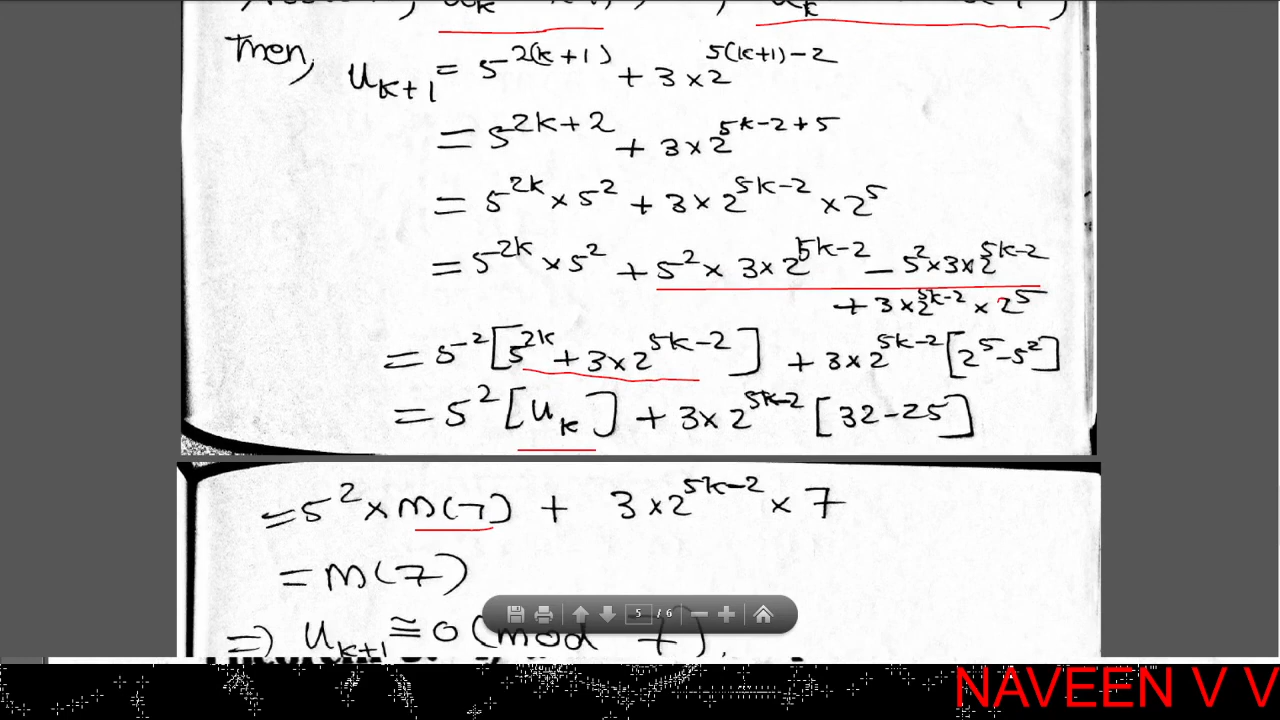 Then, u_{k+1} = 5^{2(k+1)} + 3×2^{5(k+1)-2}
= 5^{2k+2} + 3×2^{5k-2+5}
= 5^{2k} × 5^2 + 3×2^{5k-2} × 2^5
= 5^{2k} × 5^2 + 5^2 × 3×2^{5k-2} - 5^2×3×2^{5k-2}
+ 3×2^{5k-2} × 2^5
= 5^2 [5^{2k} + 3×2^{5k-2}] + 3×2^{5k-2} [2^5-5^2]
= 5^2 [u_k] + 3×2^{5k-2} [32-25]
= 5^2 × m(7) + 3×2^{5k-2} × 7
= m(7)
5 / 6
⇒ u_{k+1} ≅ 0 (mod 7).
NAVEEN V V